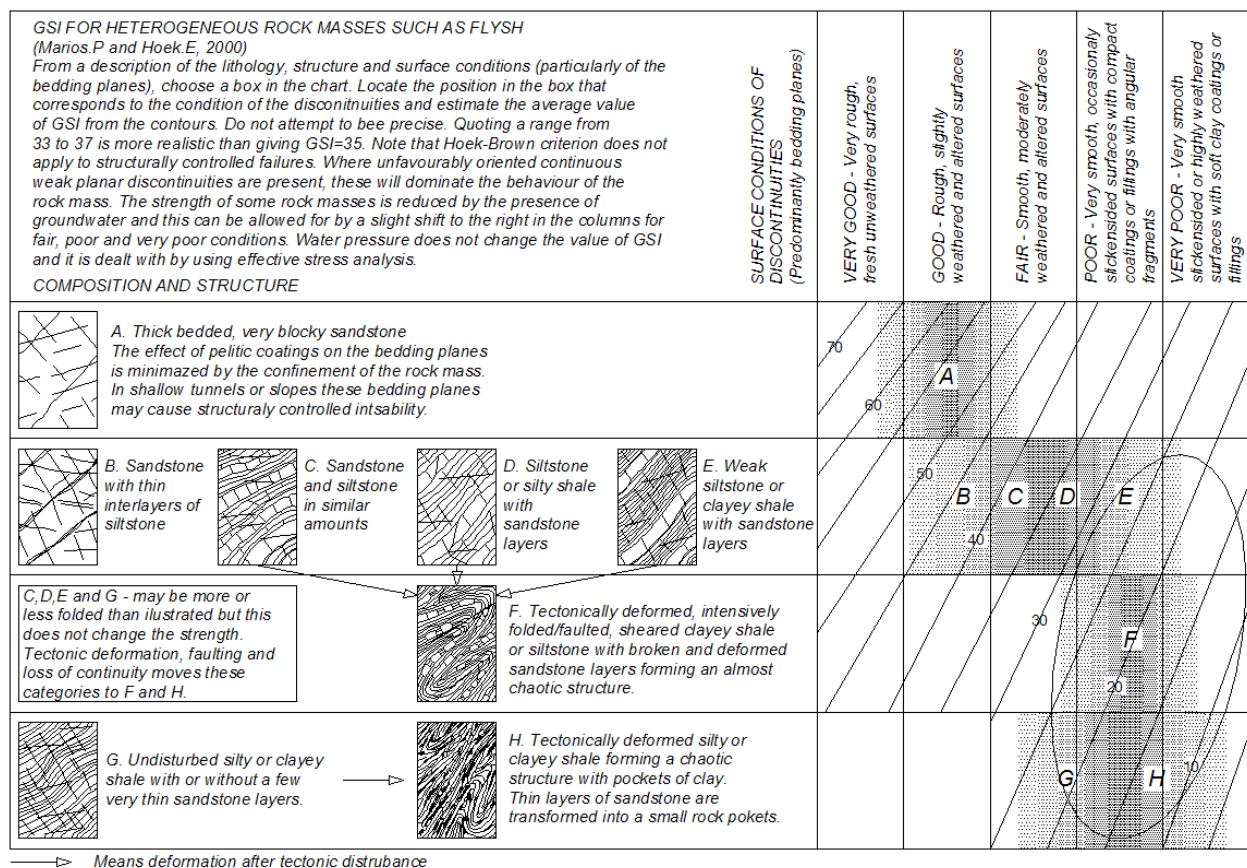 GSI FOR HETEROGENEOUS ROCK MASSES SUCH AS FLYSH
(Marios.P and Hoek.E, 2000)
From a description of the lithology, structure and surface conditions (particularly of the
bedding planes), choose a box in the chart. Locate the position in the box that
corresponds to the condition of the disconitnuities and estimate the average value
of GSI from the contours. Do not attempt to bee precise. Quoting a range from
33 to 37 is more realistic than giving GSI=35. Note that Hoek-Brown criterion does not
apply to structurally controlled failures. Where unfavourably oriented continuous
weak planar discontinuities are present, these will dominate the behaviour of the
rock mass. The strength of some rock masses is reduced by the presence of
groundwater and this can be allowed for by a slight shift to the right in the columns for
fair, poor and very poor conditions. Water pressure does not change the value of GSI
and it is dealt with by using effective stress analysis.
COMPOSITION AND STRUCTURE
SURFACE CONDITIONS OF
DISCONTINUITIES
(Predominantly bedding planes)
VERY GOOD - Very rough,
fresh unweathered surfaces
GOOD - Rough, slightly
weathered and altered surfaces
FAIR - Smooth, moderately
weathered and altered surfaces
POOR - Very smooth, occasionaly
slickensided surfaces with compact
coatings or fillings with angular
fragments
VERY POOR - Very smooth
slickensided or highly weathered
surfaces with soft clay coatings or
fillings
A. Thick bedded, very blocky sandstone
The effect of pelitic coatings on the bedding planes
is minimazed by the confinement of the rock mass.
In shallow tunnels or slopes these bedding planes
may cause structuraly controlled intsability.
70
60
A
B. Sandstone
with thin
interlayers of
siltstone
C. Sandstone
and siltstone
in similar
amounts
D. Siltstone
or silty shale
with
sandstone
layers
E. Weak
siltstone or
clayey shale
with sandstone
layers
50
B
C
D
E
40
C,D,E and G - may be more or
less folded than ilustrated but this
does not change the strength.
Tectonic deformation, faulting and
loss of continuity moves these
categories to F and H.
F. Tectonically deformed, intensively
folded/faulted, sheared clayey shale
or siltstone with broken and deformed
sandstone layers forming an almost
chaotic structure.
30
F
20
G. Undisturbed silty or clayey
shale with or without a few
very thin sandstone layers.
H. Tectonically deformed silty or
clayey shale forming a chaotic
structure with pockets of clay.
Thin layers of sandstone are
transformed into a small rock pokets.
G
H
10
Means deformation after tectonic distrubance